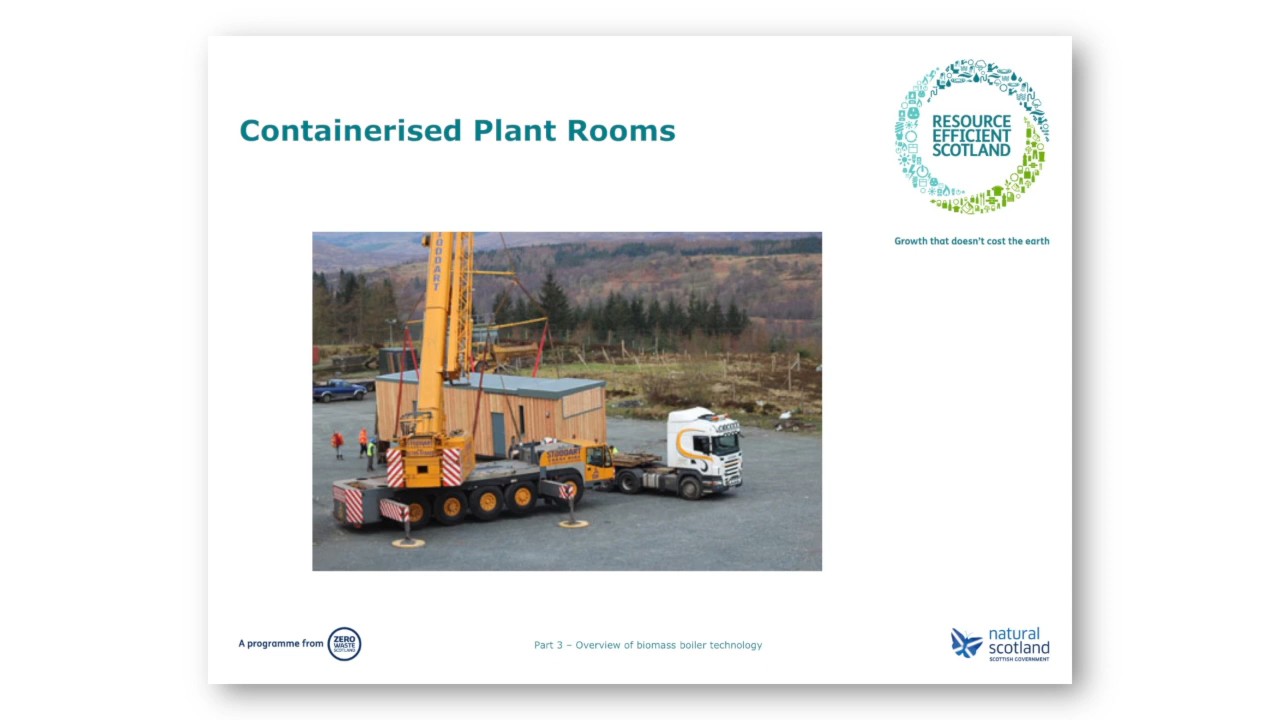 Containerised Plant Rooms
RESOURCE
EFFICIENT
SCOTLAND
Growth that doesn't cost the earth
STODDART
STODDART
A programme from
ZERO
WASTE
SCOTLAND
Part 3 – Overview of biomass boiler technology
natural
scotland
SCOTTISH GOVERNMENT